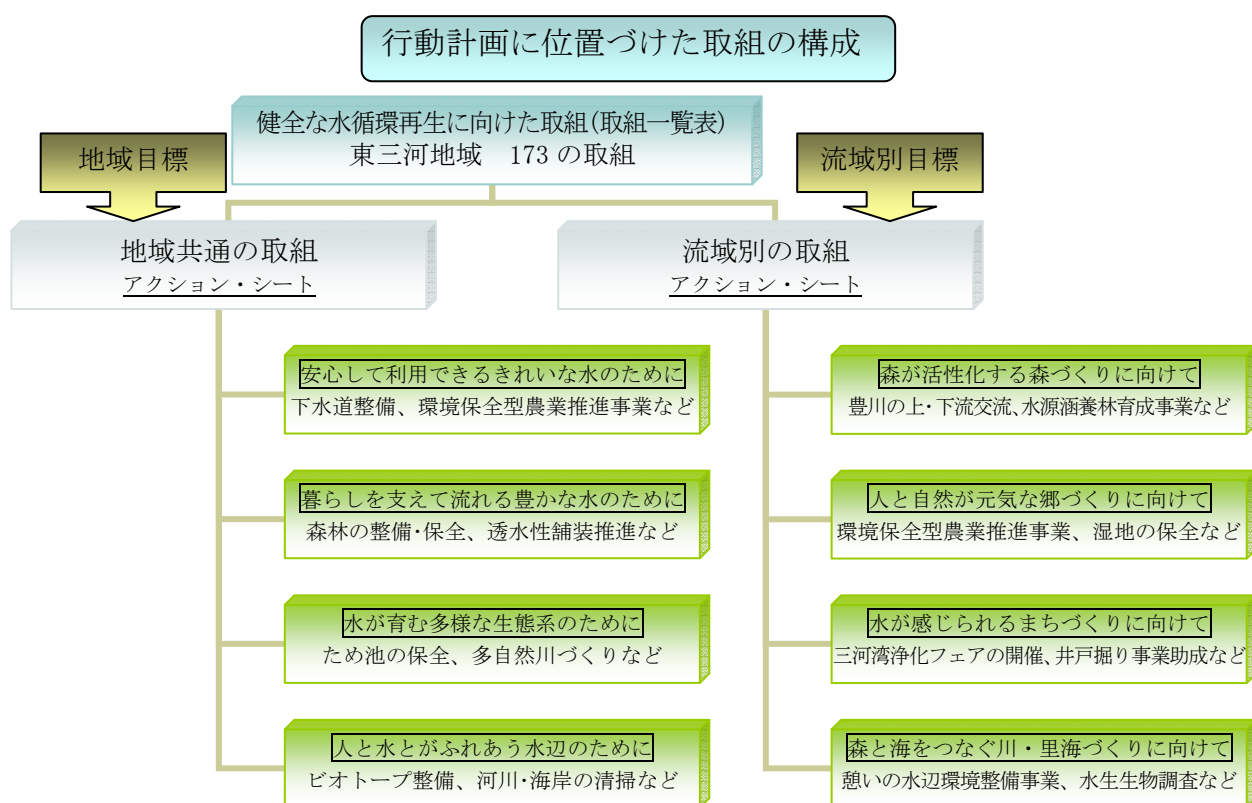 行動計画に位置づけた取組の構成
健全な水循環再生に向けた取組(取組一覧表)
東三河地域　173 の取組
地域目標
流域別目標
地域共通の取組
アクション・シート
流域別の取組
アクション・シート
安心して利用できるきれいな水のために
下水道整備、環境保全型農業推進事業など
暮らしを支えて流れる豊かな水のために
森林の整備･保全、透水性舗装推進など
水が育む多様な生態系のために
ため池の保全、多自然川づくりなど
人と水とがふれあう水辺のために
ビオトープ整備、河川･海岸の清掃など
森が活性化する森づくりに向けて
豊川の上･下流交流、水源涵養林育成事業など
人と自然が元気な郷づくりに向けて
環境保全型農業推進事業、湿地の保全など
水が感じられるまちづくりに向けて
三河湾浄化フェアの開催、井戸掘り事業助成など
森と海をつなぐ川・里海づくりに向けて
憩いの水辺環境整備事業、水生生物調査など